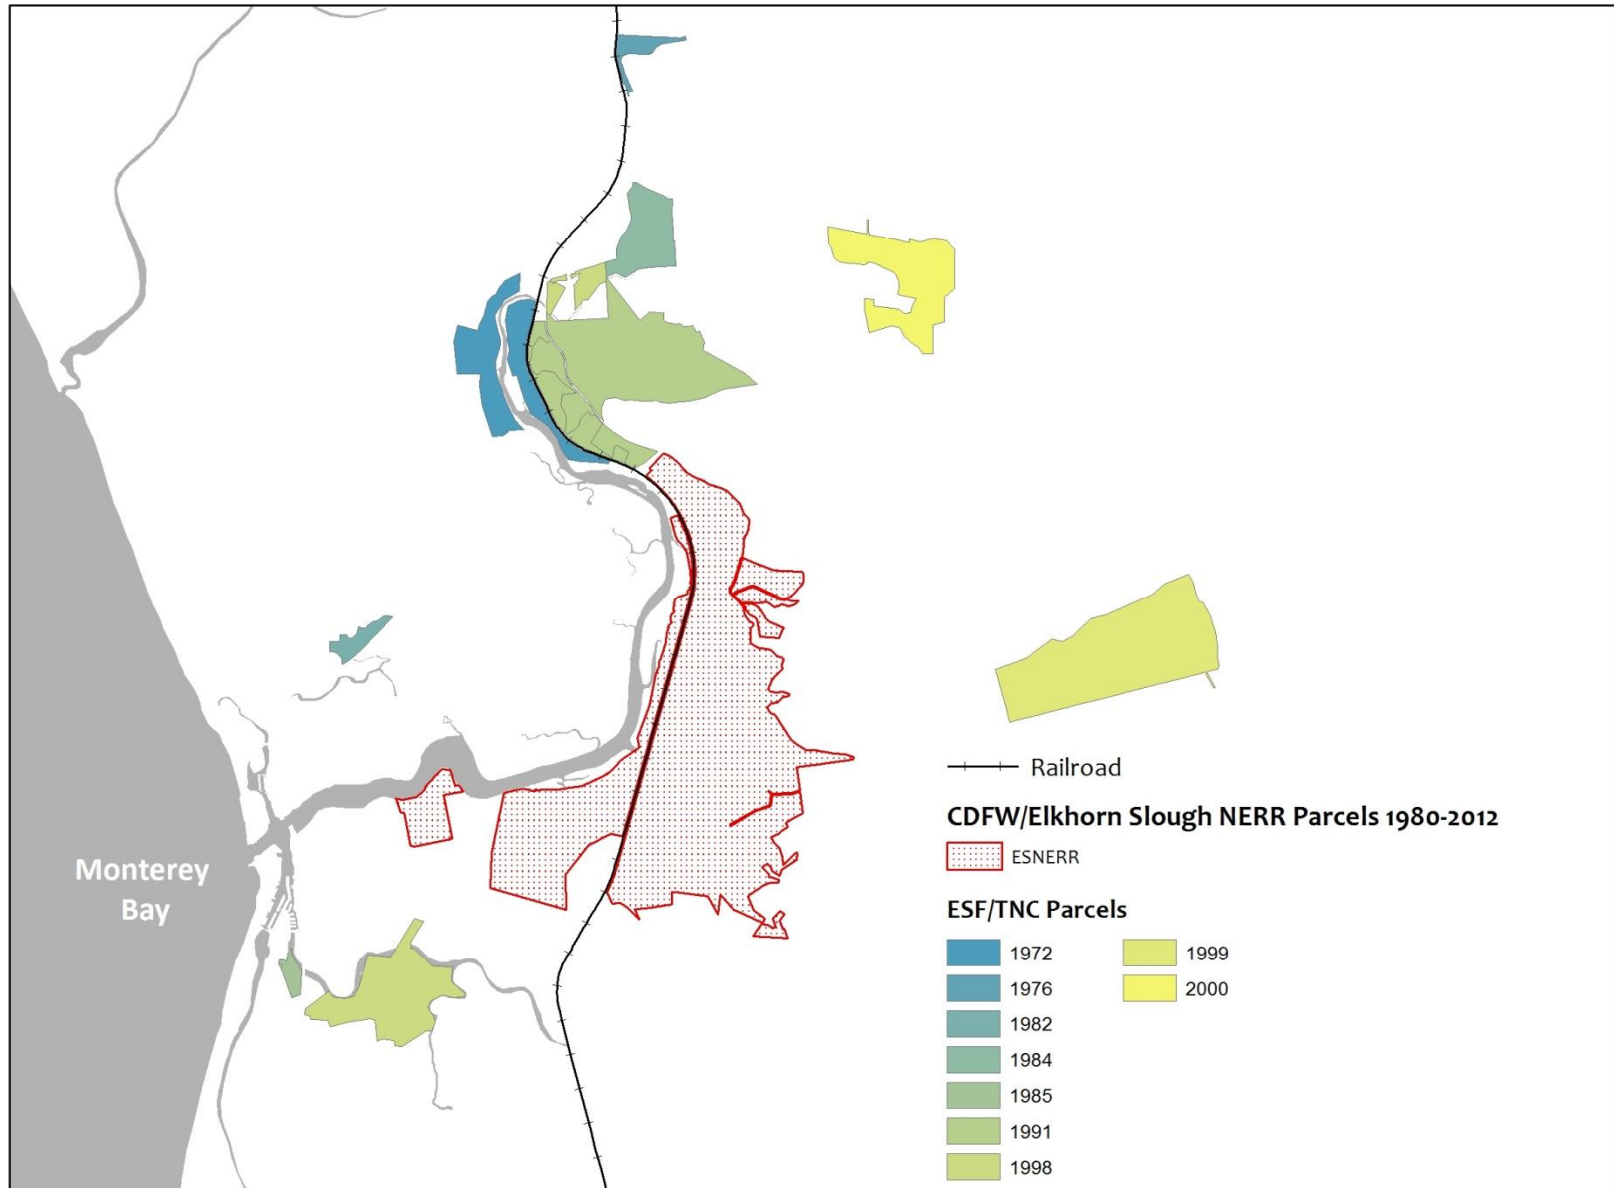 Monterey
Bay
Railroad
CDFW/Elkhorn Slough NERR Parcels 1980-2012
ESNERR
ESF/TNC Parcels
1972
1976
1982
1984
1985
1991
1998
1999
2000